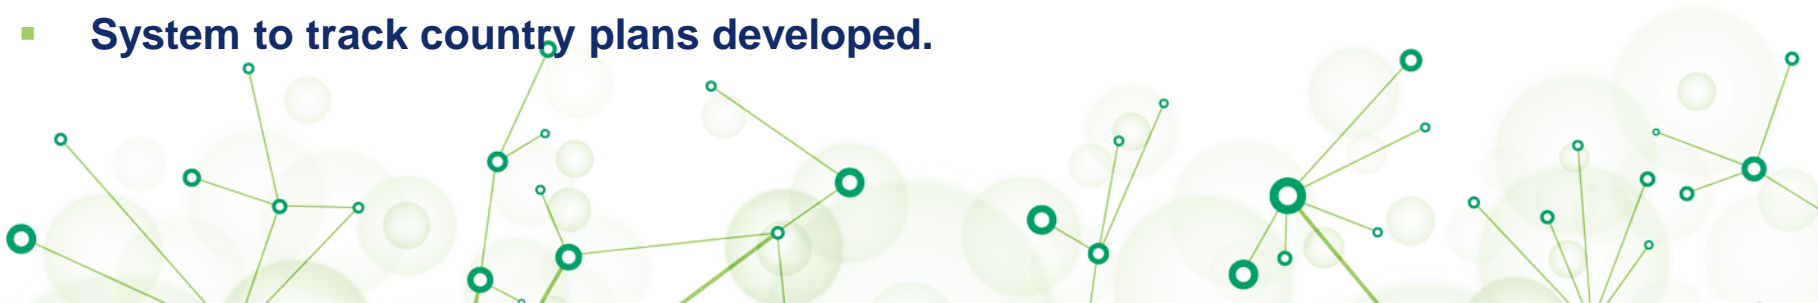 ▪ System to track country plans developed.